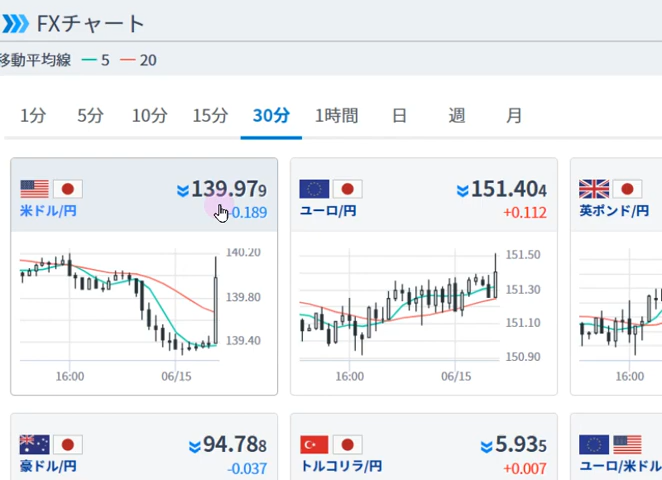 FXチャート
移動平均線 5 20
1分 5分 10分 15分 30分 1時間 日 週 月
139.979 151.404
米ドル/円 -0.189 ユーロ/円 +0.112 英ポンド/円
140.20 151.50
139.80 151.30
139.40 151.10
150.90
16:00 06/15 16:00 06/15 16:00
94.788 5.935
豪ドル/円 -0.037 トルコリラ/円 +0.007 ユーロ/米ドル